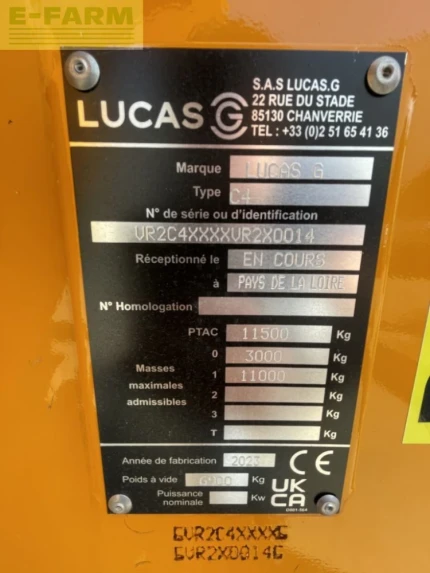 E-FARM
LUCAS G
S.A.S LUCAS.G
22 RUE DU STADE
85130 CHANVERRIE
TEL : +33 (0)2 51 65 41 36
Marque LUCAS G
Type C4
N° de série ou d'identification
VR2C4XXXXVR2X0014
Réceptionné le EN COURS
à PAYS DE LA LOIRE
N° Homologation
PTAC 11500 Kg
0 3000 Kg
Masses maximales admissibles
1 11000 Kg
2 Kg
3 Kg
T Kg
Année de fabrication 2023 CE
Poids à vide 6900 Kg
Puissance nominale Kw
UK CA
GVR2C4XXXXG
GVR2X0014G